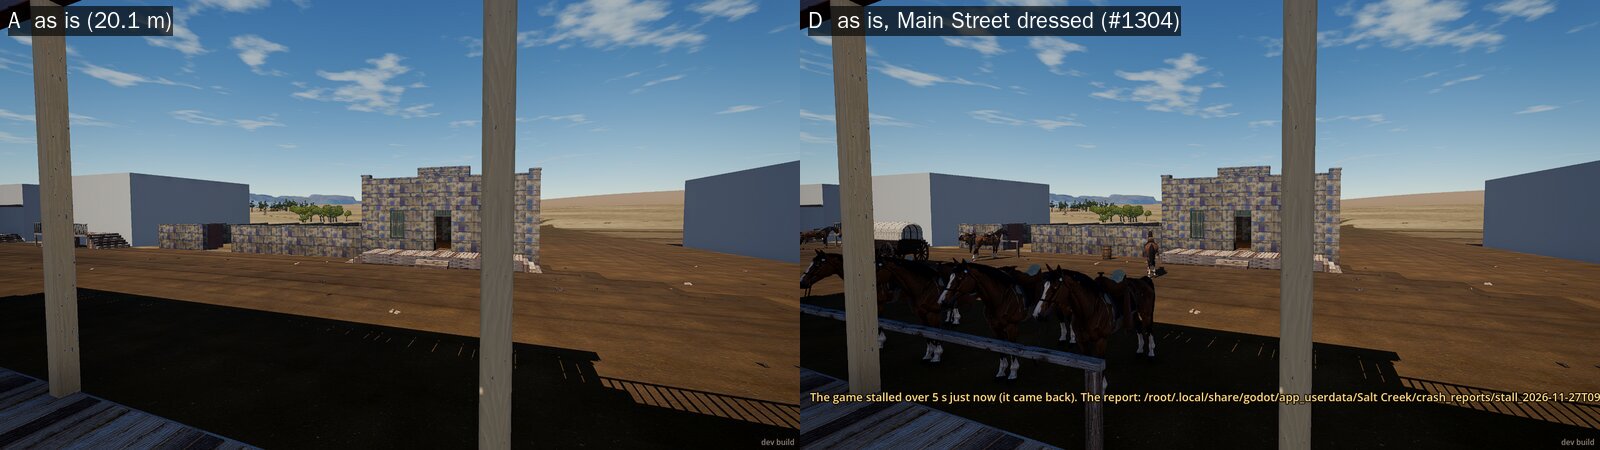 A as is (20.1 m)
D as is, Main Street dressed (#1304)
The game stalled over 5 s just now (it came back). The report: /root/.local/share/godot/app_userdata/Salt Creek/crash_reports/stall_2026-11-27T09
dev build
dev build